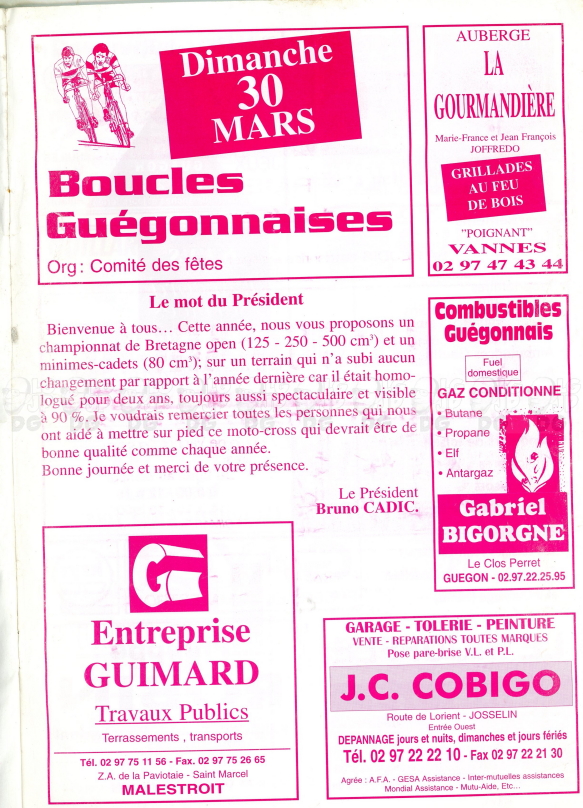 Dimanche
30
MARS
Boucles
Guégonnaises
Org : Comité des fêtes
AUBERGE
LA
GOURMANDIÈRE
Marie-France et Jean François
JOFFREDO
GRILLADES
AU FEU
DE BOIS
"POIGNANT"
VANNES
02 97 47 43 44
Le mot du Président
Bienvenue à tous… Cette année, nous vous proposons un
championnat de Bretagne open (125 - 250 - 500 cm³) et un
minimes-cadets (80 cm³); sur un terrain qui n'a subi aucun
changement par rapport à l'année dernière car il était homo-
logué pour deux ans, toujours aussi spectaculaire et visible
à 90 %. Je voudrais remercier toutes les personnes qui nous
ont aidé à mettre sur pied ce moto-cross qui devrait être de
bonne qualité comme chaque année.
Bonne journée et merci de votre présence.
Le Président
Bruno CADIC.
Combustibles
Guégonnais
Fuel
domestique
GAZ CONDITIONNE
• Butane
• Propane
• Elf
• Antargaz
Gabriel
BIGORGNE
Le Clos Perret
GUEGON - 02.97.22.25.95
G
Entreprise
GUIMARD
Travaux Publics
Terrassements , transports
Tél. 02 97 75 11 56 - Fax. 02 97 75 26 65
Z.A. de la Paviotaie - Saint Marcel
MALESTROIT
GARAGE - TOLERIE - PEINTURE
VENTE - REPARATIONS TOUTES MARQUES
Pose pare-brise V.L. et P.L.
J.C. COBIGO
Route de Lorient - JOSSELIN
Entrée Ouest
DEPANNAGE jours et nuits, dimanches et jours fériés
Tél. 02 97 22 22 10 - Fax 02 97 22 21 30
Agrée : A.F.A. - GESA Assistance - Inter-mutuelles assistances
Mondial Assistance - Mutu-Aide, Etc…